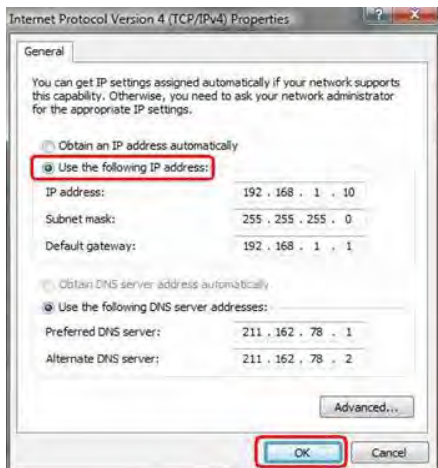 Internet Protocol Version 4 (TCP/IPv4) Properties
General
You can get IP settings assigned automatically if your network supports
this capability. Otherwise, you need to ask your network administrator
for the appropriate IP settings.
Obtain an IP address automatically
Use the following IP address:
IP address: 192 . 168 . 1 . 10
Subnet mask: 255 . 255 . 255 . 0
Default gateway: 192 . 168 . 1 . 1
Obtain DNS server address automatically
Use the following DNS server addresses:
Preferred DNS server: 211 . 162 . 78 . 1
Alternate DNS server: 211 . 162 . 78 . 2
Advanced...
OK Cancel